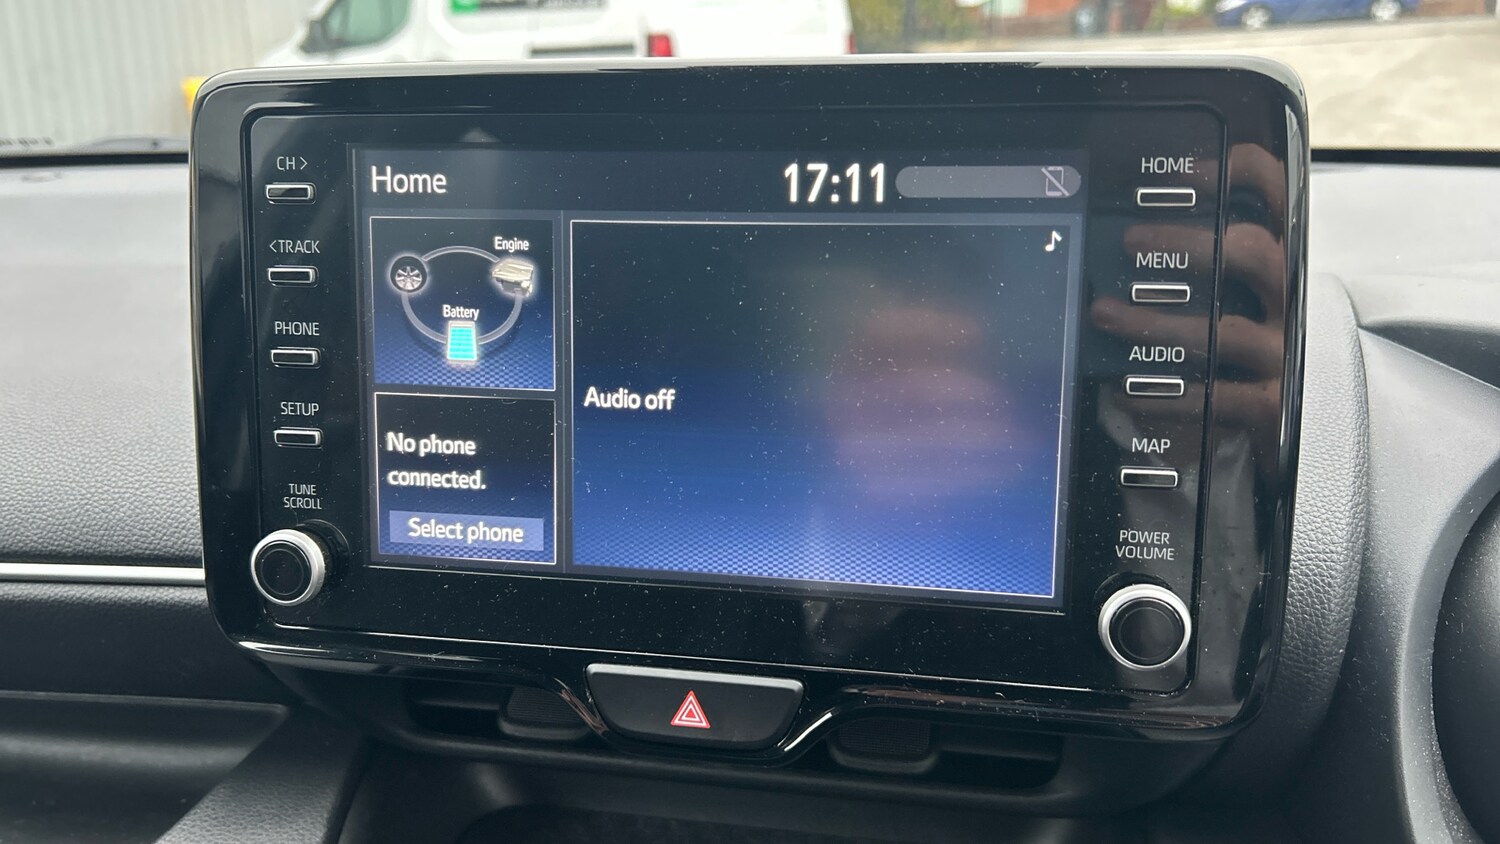 CH >
< TRACK
PHONE
SETUP
TUNE
SCROLL
Home
17:11
Engine
Battery
No phone
connected.
Select phone
Audio off
HOME
MENU
AUDIO
MAP
POWER
VOLUME